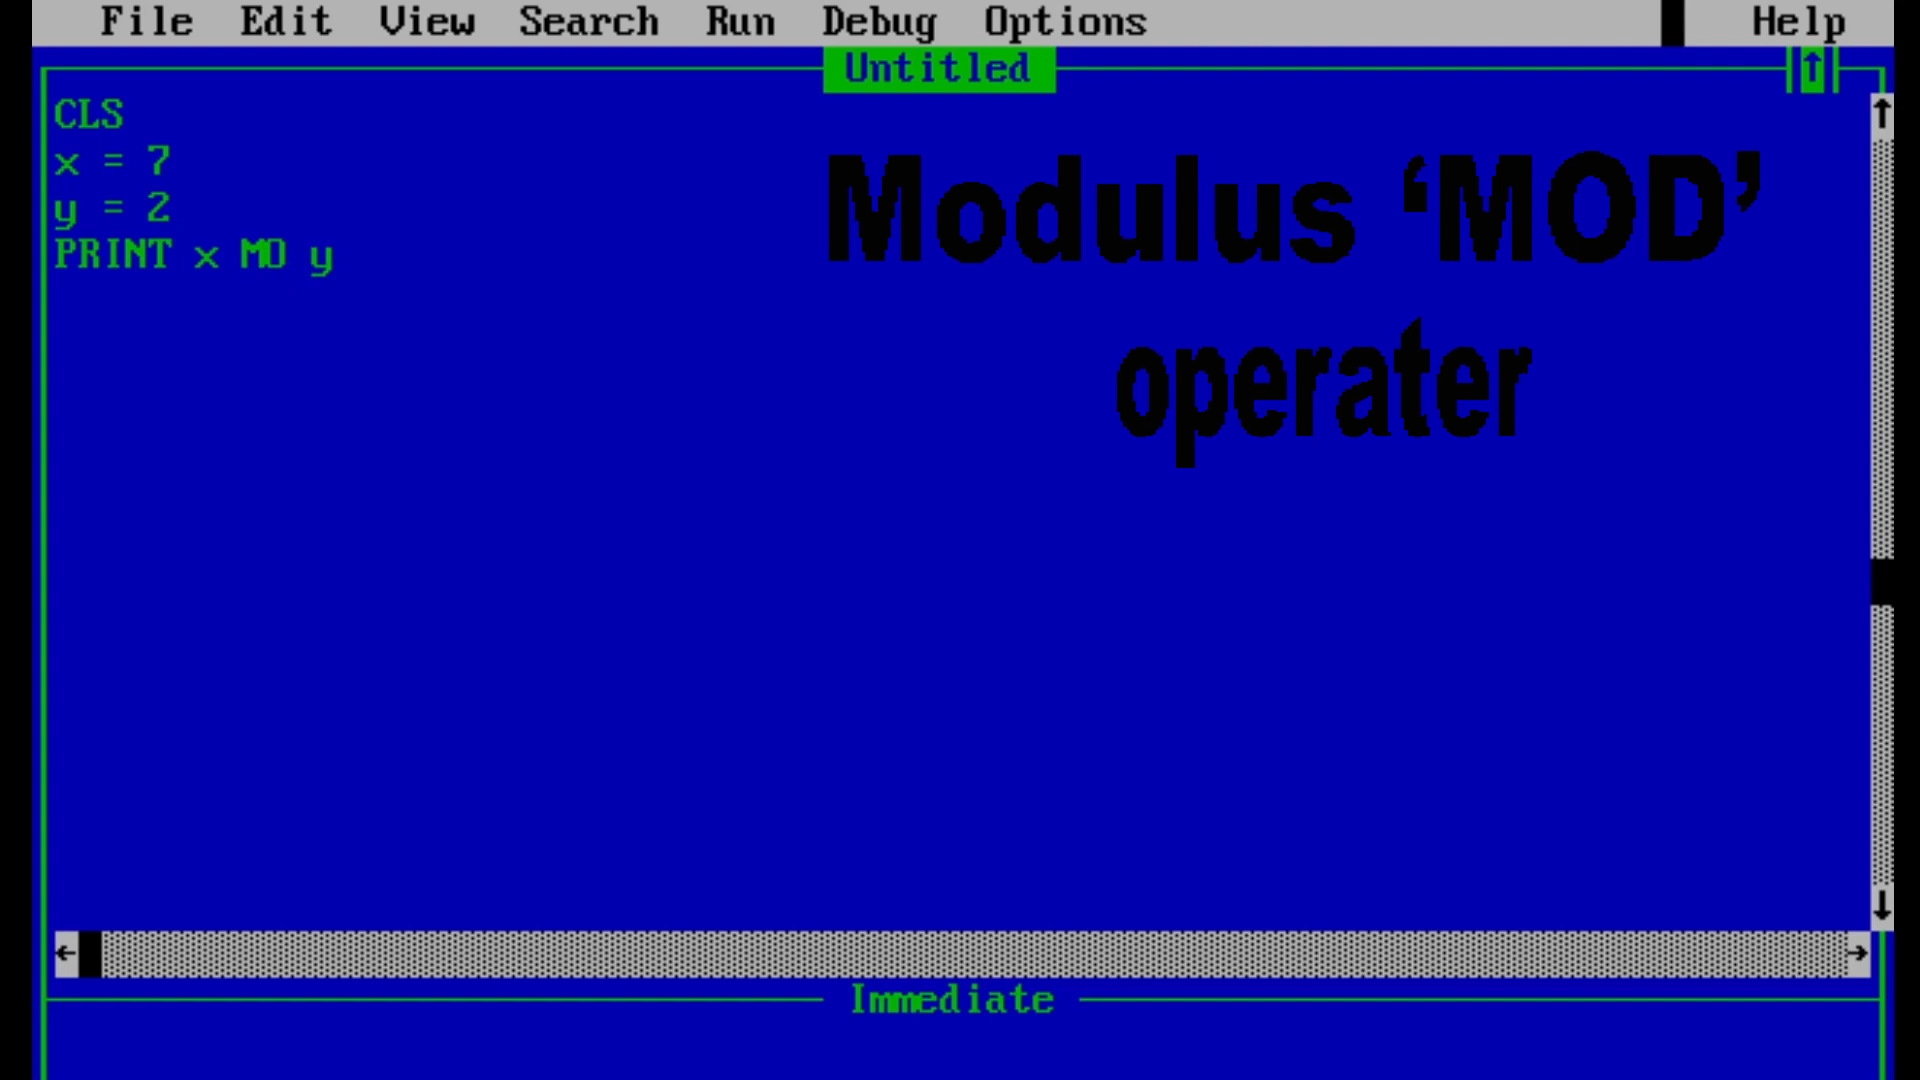 File Edit View Search Run Debug Options Help
Untitled
CLS
x = 7
y = 2
PRINT x MO y
Modulus ‘MOD’
operater
Immediate